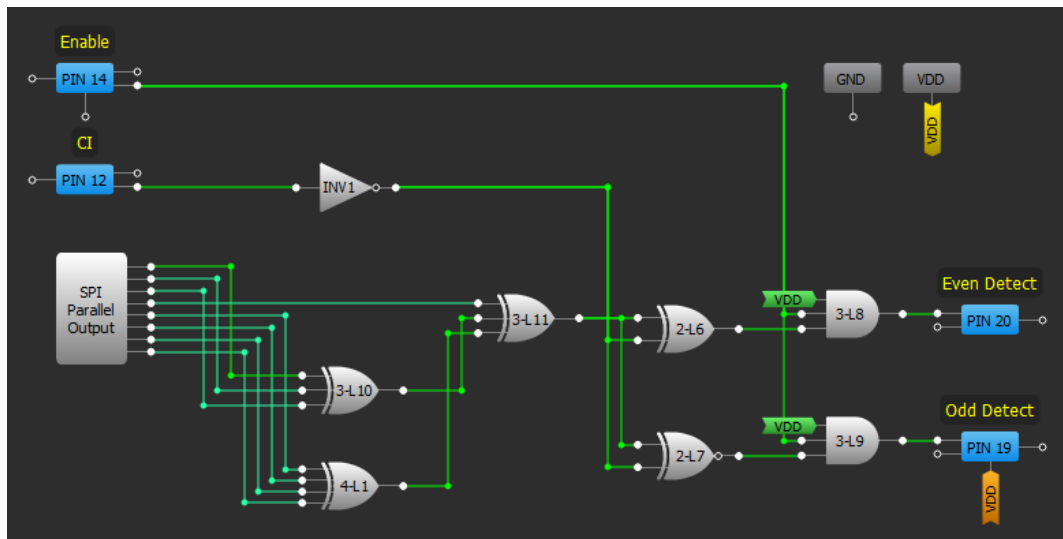 Enable
PIN 14
GND
VDD
VDD
CI
PIN 12
INV1
SPI
Parallel
Output
3-L11
VDD
3-L8
Even Detect
PIN 20
2-L6
3-L10
VDD
3-L9
Odd Detect
PIN 19
2-L7
4-L1
VDD